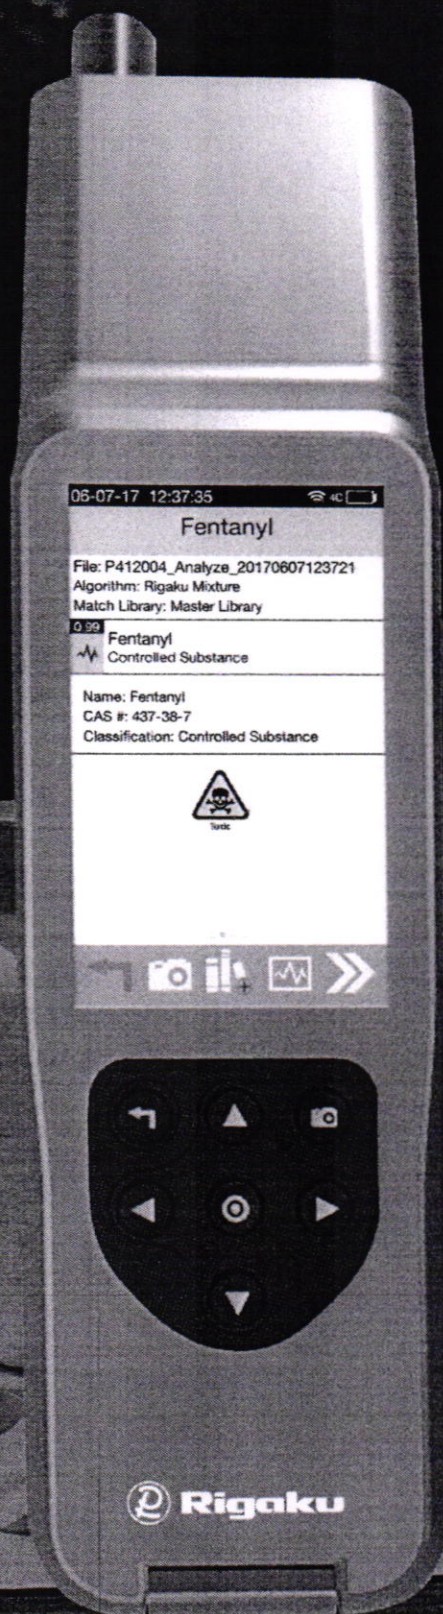 06-07-17 12:37:35 4C
Fentanyl
File: P412004_Analyze_20170607123721
Algorithm: Rigaku Mixture
Match Library: Master Library
0.99
Fentanyl
Controlled Substance
Name: Fentanyl
CAS #: 437-38-7
Classification: Controlled Substance
Toxic
Rigaku